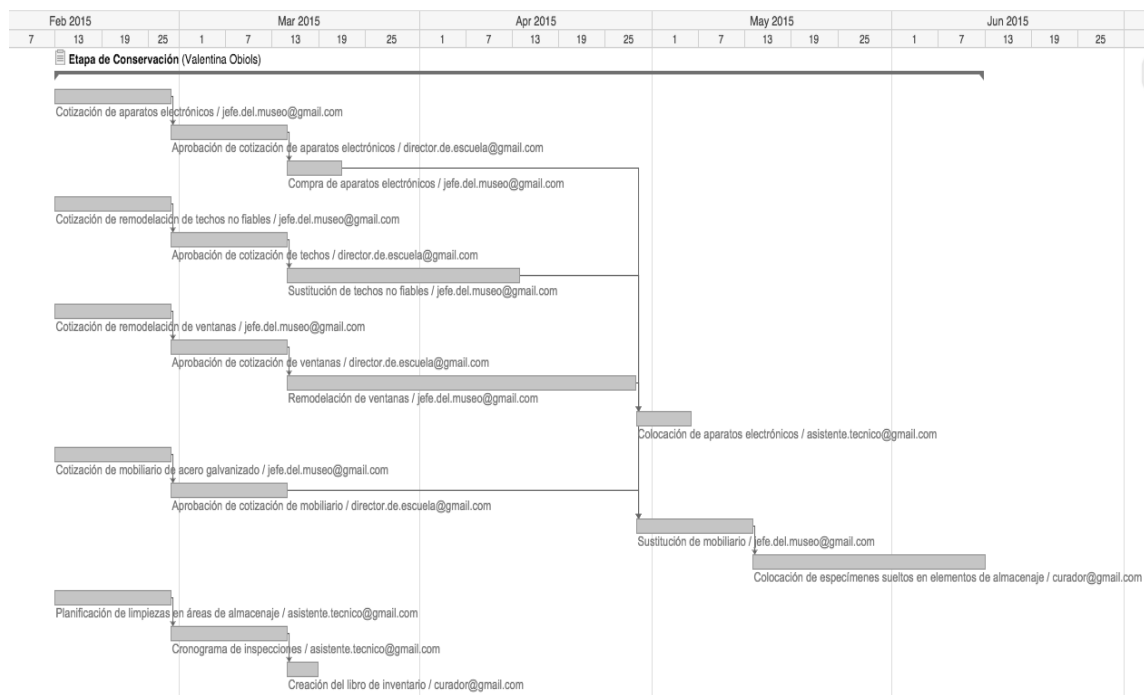 Feb 2015 Mar 2015 Apr 2015 May 2015 Jun 2015
7 13 19 25 1 7 13 19 25 1 7 13 19 25 1 7 13 19 25 1 7 13 19 25
Etapa de Conservación (Valentina Obiols)
Cotización de aparatos electrónicos / jefe.del.museo@gmail.com
Aprobación de cotización de aparatos electrónicos / director.de.escuela@gmail.com
Compra de aparatos electrónicos / jefe.del.museo@gmail.com
Cotización de remodelación de techos no fiables / jefe.del.museo@gmail.com
Aprobación de cotización de techos / director.de.escuela@gmail.com
Sustitución de techos no fiables / jefe.del.museo@gmail.com
Cotización de remodelación de ventanas / jefe.del.museo@gmail.com
Aprobación de cotización de ventanas / director.de.escuela@gmail.com
Remodelación de ventanas / jefe.del.museo@gmail.com
Colocación de aparatos electrónicos / asistente.tecnico@gmail.com
Cotización de mobiliario de acero galvanizado / jefe.del.museo@gmail.com
Aprobación de cotización de mobiliario / director.de.escuela@gmail.com
Sustitución de mobiliario / jefe.del.museo@gmail.com
Colocación de especímenes sueltos en elementos de almacenaje / curador@gmail.com
Planificación de limpiezas en áreas de almacenaje / asistente.tecnico@gmail.com
Cronograma de inspecciones / asistente.tecnico@gmail.com
Creación del libro de inventario / curador@gmail.com